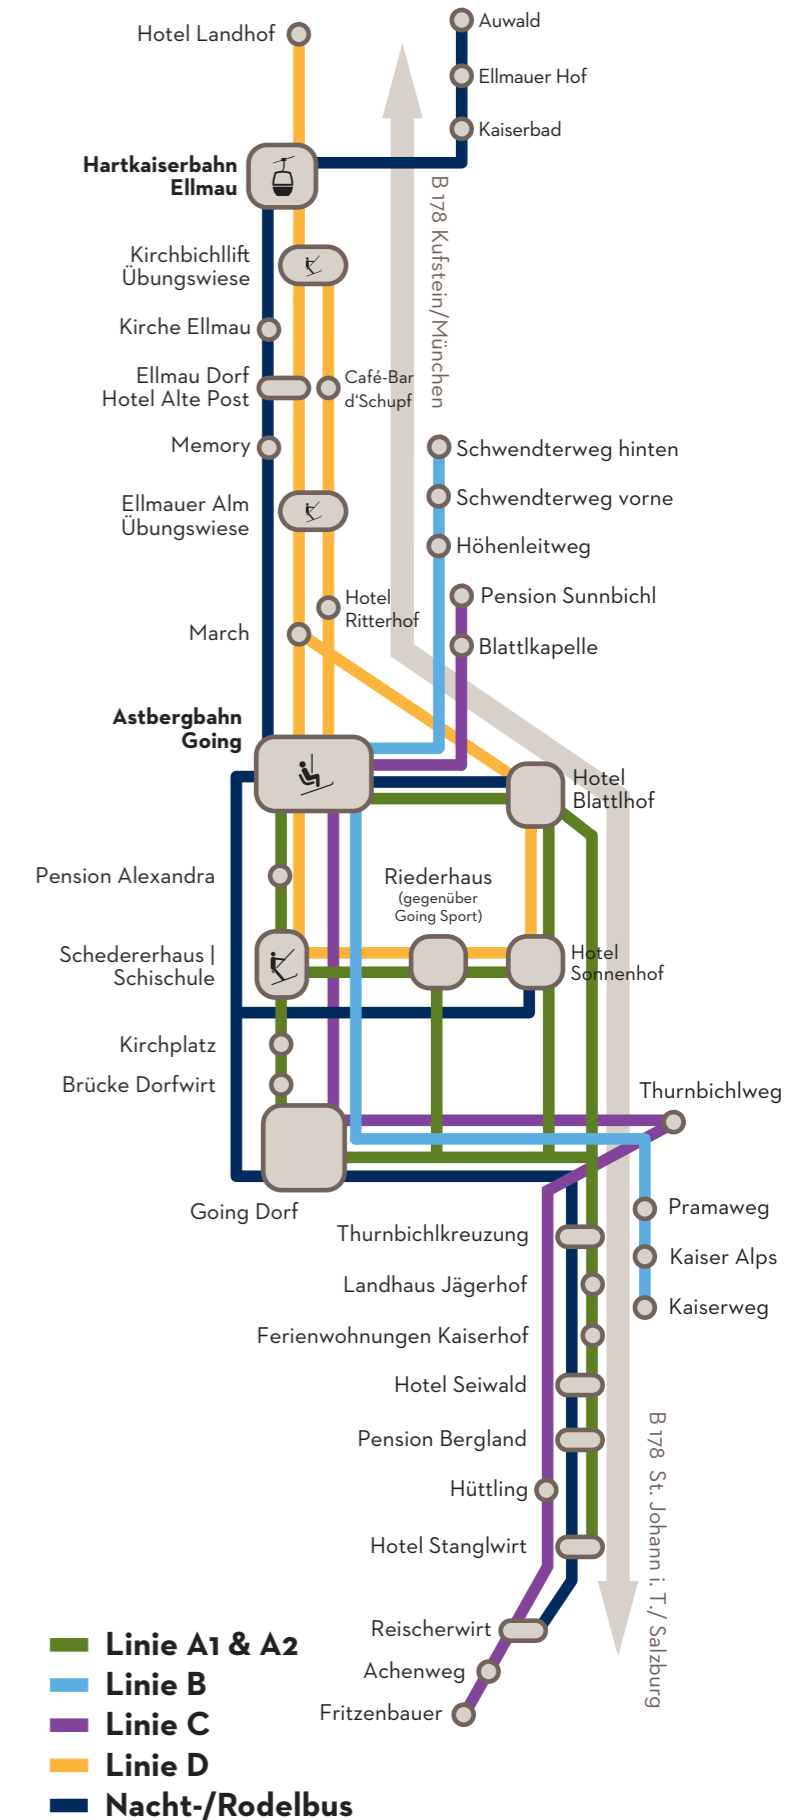 Hotel Landhof
Auwald
Ellmauer Hof
Kaiserbad
Hartkaiserbahn
Ellmau
B 178 Kufstein/München
Kirchbichllift
Übungswiese
Kirche Ellmau
Ellmau Dorf
Hotel Alte Post
Café-Bar
d'Schupf
Memory
Schwendterweg hinten
Schwendterweg vorne
Ellmauer Alm
Übungswiese
Höhenleitweg
Hotel
Ritterhof
Pension Sunnbichl
March
Blattlkapelle
Astbergbahn
Going
Hotel
Blattlhof
Pension Alexandra
Riederhaus
(gegenüber
Going Sport)
Schedererhaus |
Schischule
Hotel
Sonnenhof
Kirchplatz
Brücke Dorfwirt
Thurnbichlweg
Going Dorf
Pramaweg
Thurnbichlkreuzung
Kaiser Alps
Landhaus Jägerhof
Kaiserweg
Ferienwohnungen Kaiserhof
Hotel Seiwald
Pension Bergland
B 178 St. Johann i. T./ Salzburg
Hüttling
Hotel Stanglwirt
Reischerwirt
Achenweg
Fritzenbauer
Linie A1 & A2
Linie B
Linie C
Linie D
Nacht-/Rodelbus